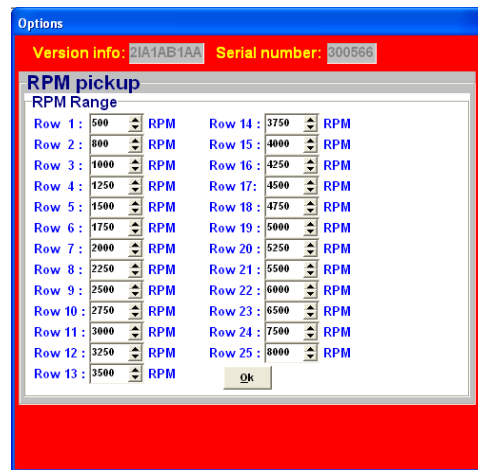 Options
Version info: 2IA1AB1AA Serial number: 300566
RPM pickup
RPM Range
Row 1 : 500 RPM Row 14 : 3750 RPM
Row 2 : 800 RPM Row 15 : 4000 RPM
Row 3 : 1000 RPM Row 16 : 4250 RPM
Row 4 : 1250 RPM Row 17: 4500 RPM
Row 5 : 1500 RPM Row 18 : 4750 RPM
Row 6 : 1750 RPM Row 19 : 5000 RPM
Row 7 : 2000 RPM Row 20 : 5250 RPM
Row 8 : 2250 RPM Row 21 : 5500 RPM
Row 9 : 2500 RPM Row 22 : 6000 RPM
Row 10 : 2750 RPM Row 23 : 6500 RPM
Row 11 : 3000 RPM Row 24 : 7500 RPM
Row 12 : 3250 RPM Row 25 : 8000 RPM
Row 13 : 3500 RPM Ok